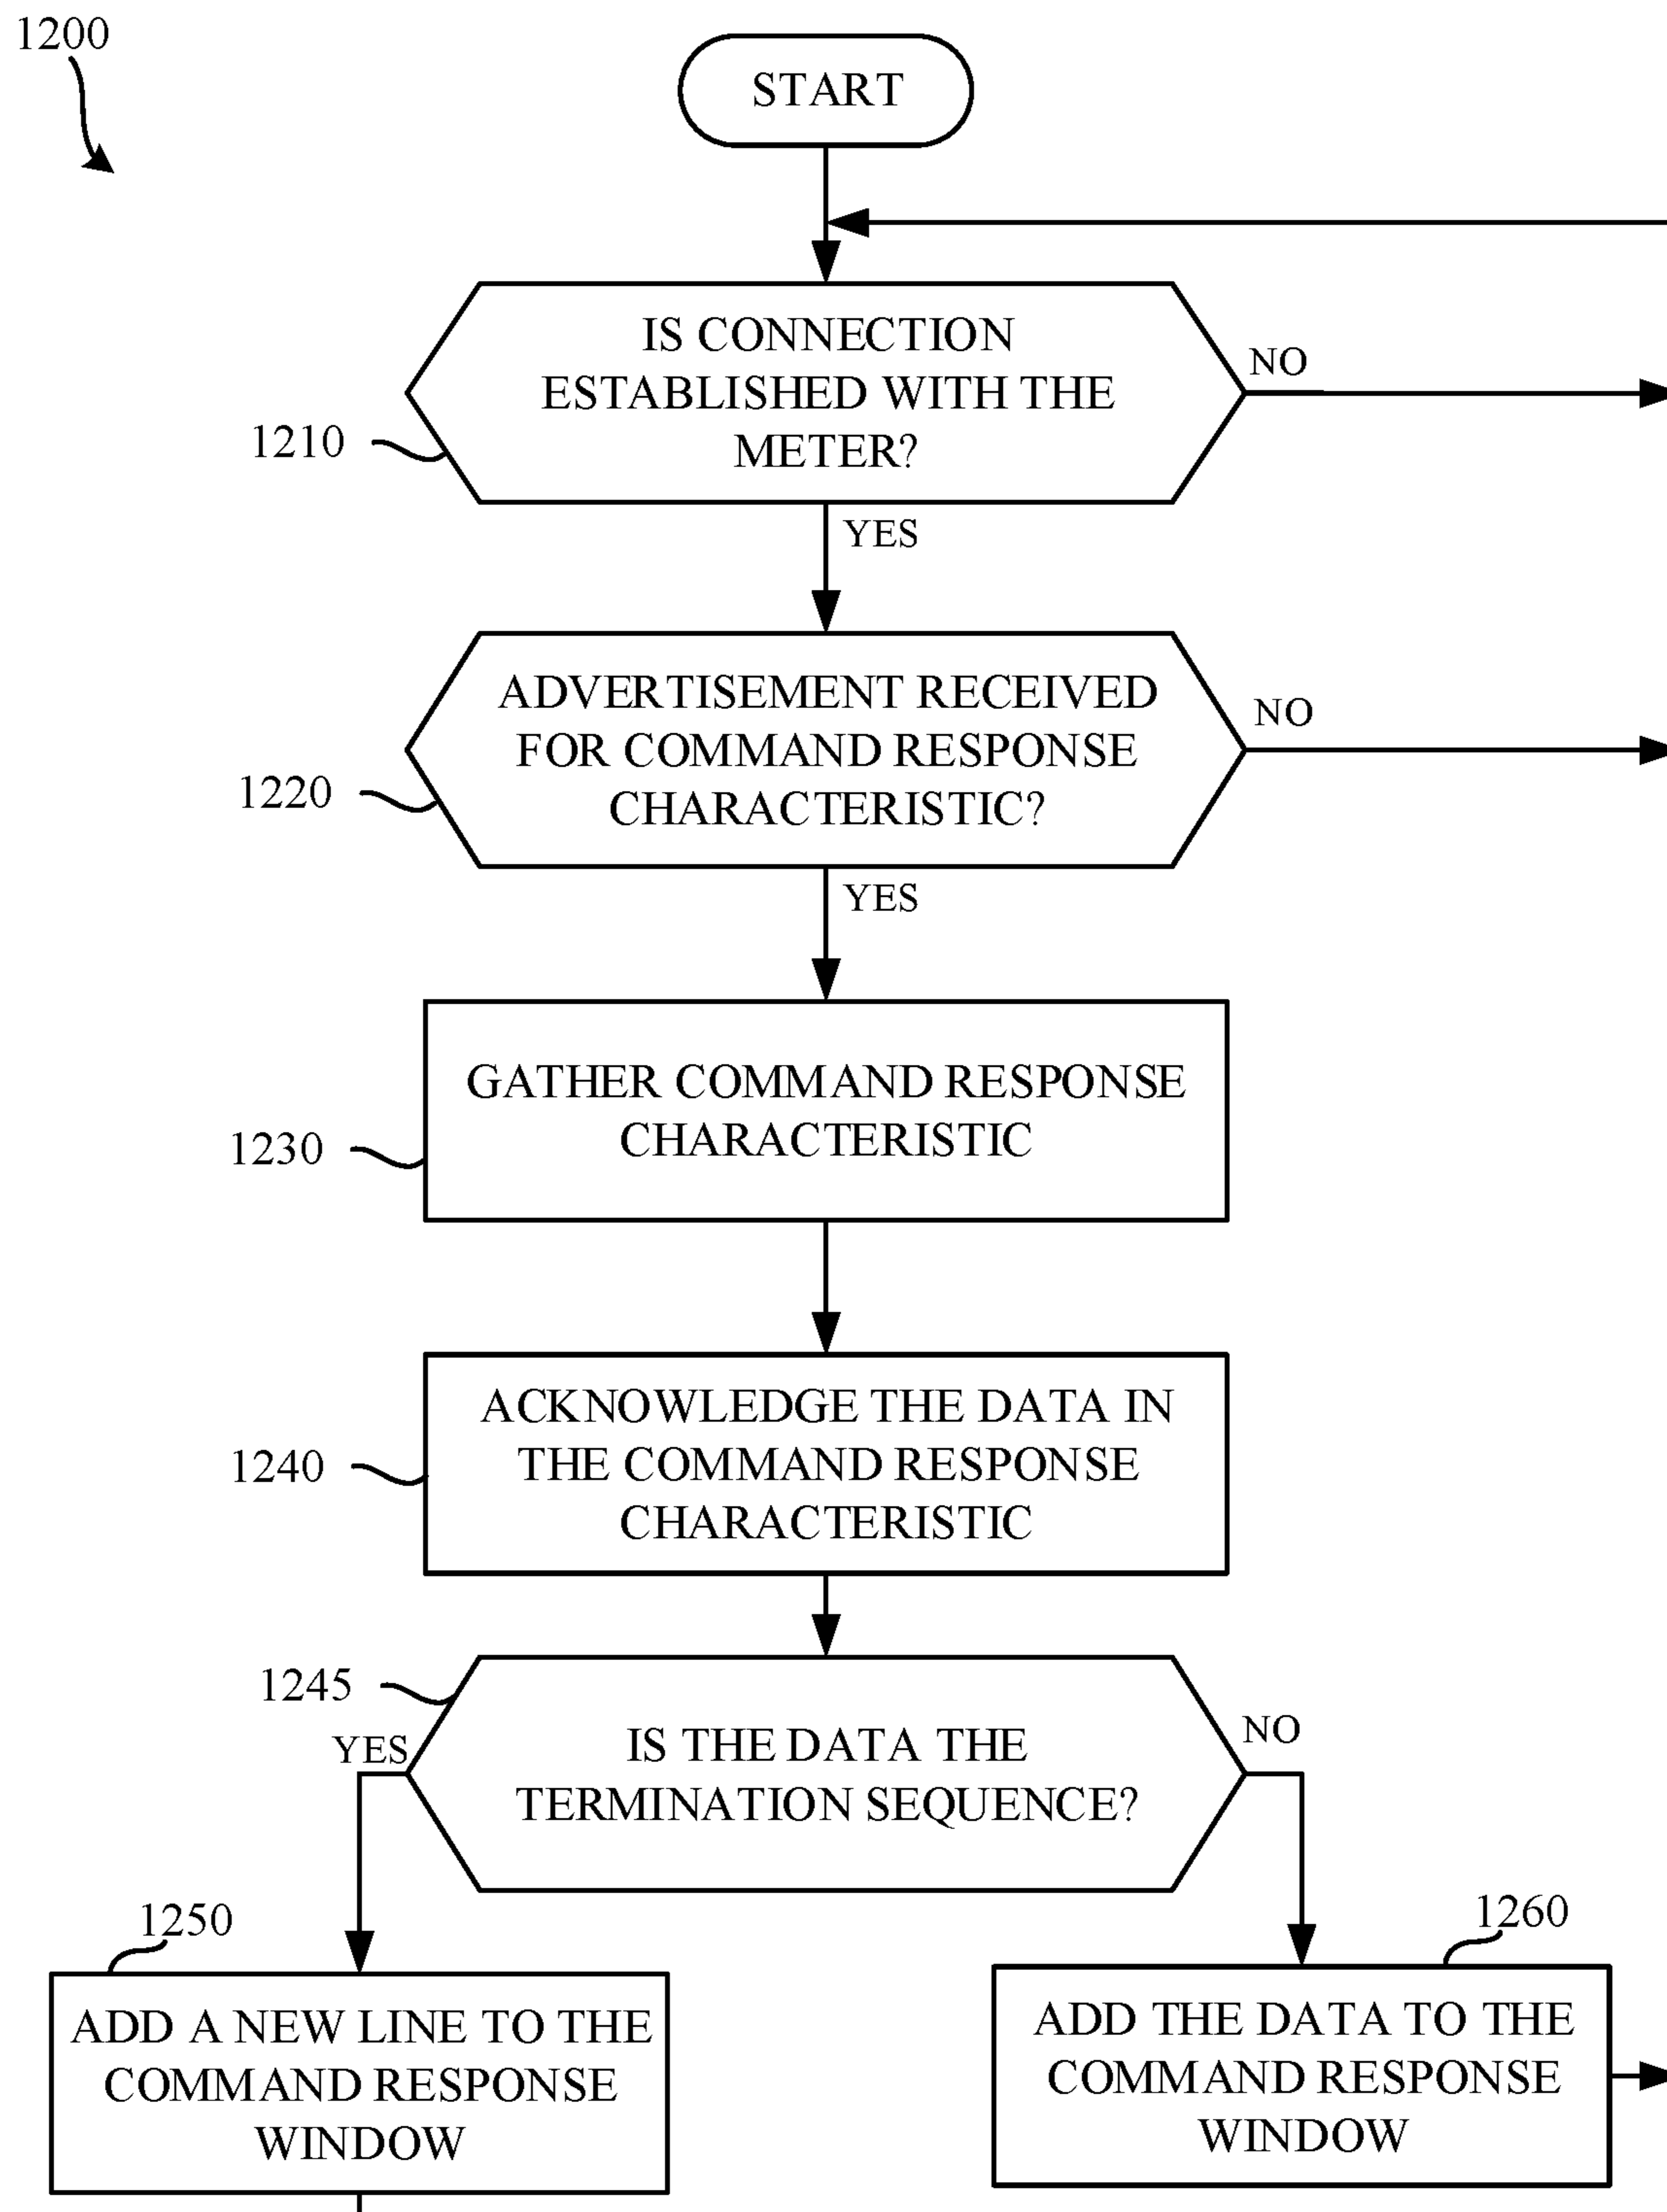 1200
START
IS CONNECTION
ESTABLISHED WITH THE
METER?
NO
1210
YES
ADVERTISEMENT RECEIVED
FOR COMMAND RESPONSE
CHARACTERISTIC?
NO
1220
YES
GATHER COMMAND RESPONSE
CHARACTERISTIC
1230
ACKNOWLEDGE THE DATA IN
THE COMMAND RESPONSE
CHARACTERISTIC
1240
1245
YES
IS THE DATA THE
TERMINATION SEQUENCE?
NO
1250
ADD A NEW LINE TO THE
COMMAND RESPONSE
WINDOW
1260
ADD THE DATA TO THE
COMMAND RESPONSE
WINDOW